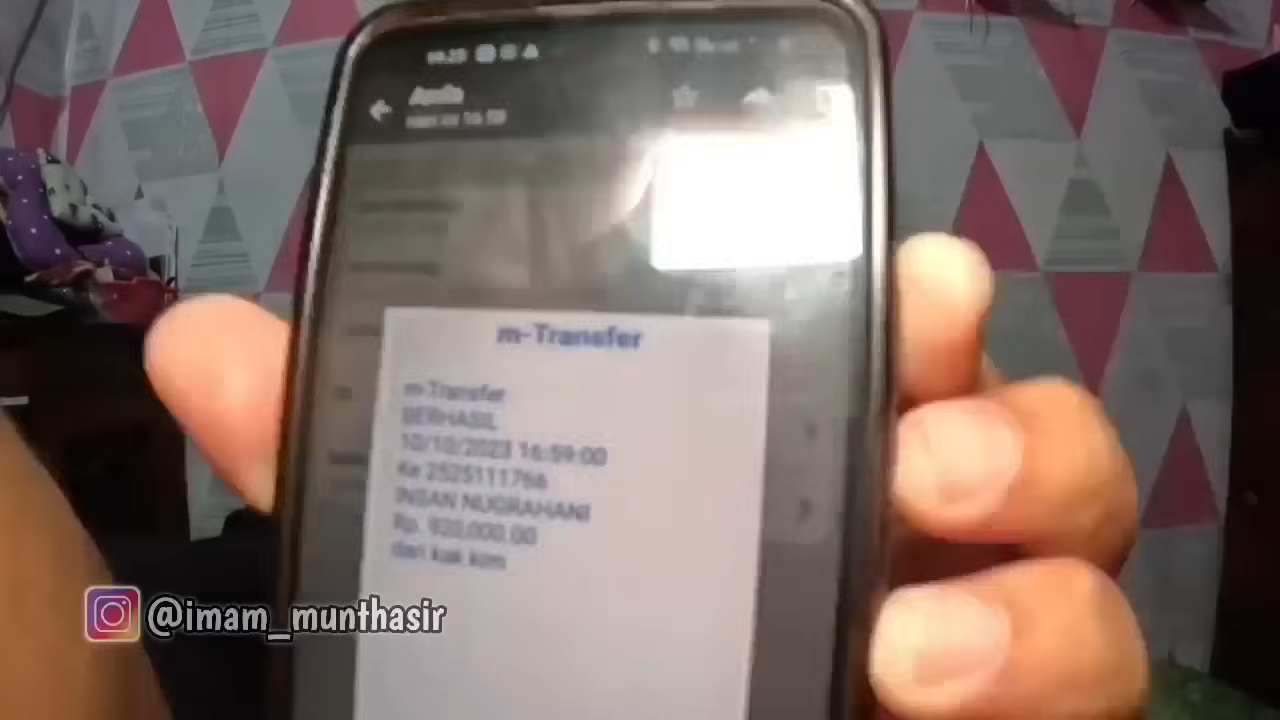 m-Transfer
m-Transfer
BERHASIL
10/10/2023 16:59:00
Ke 2525111766
INSAN NUGRAHANI
Rp. 920,000.00
dari kak kim
@imam_munthasir